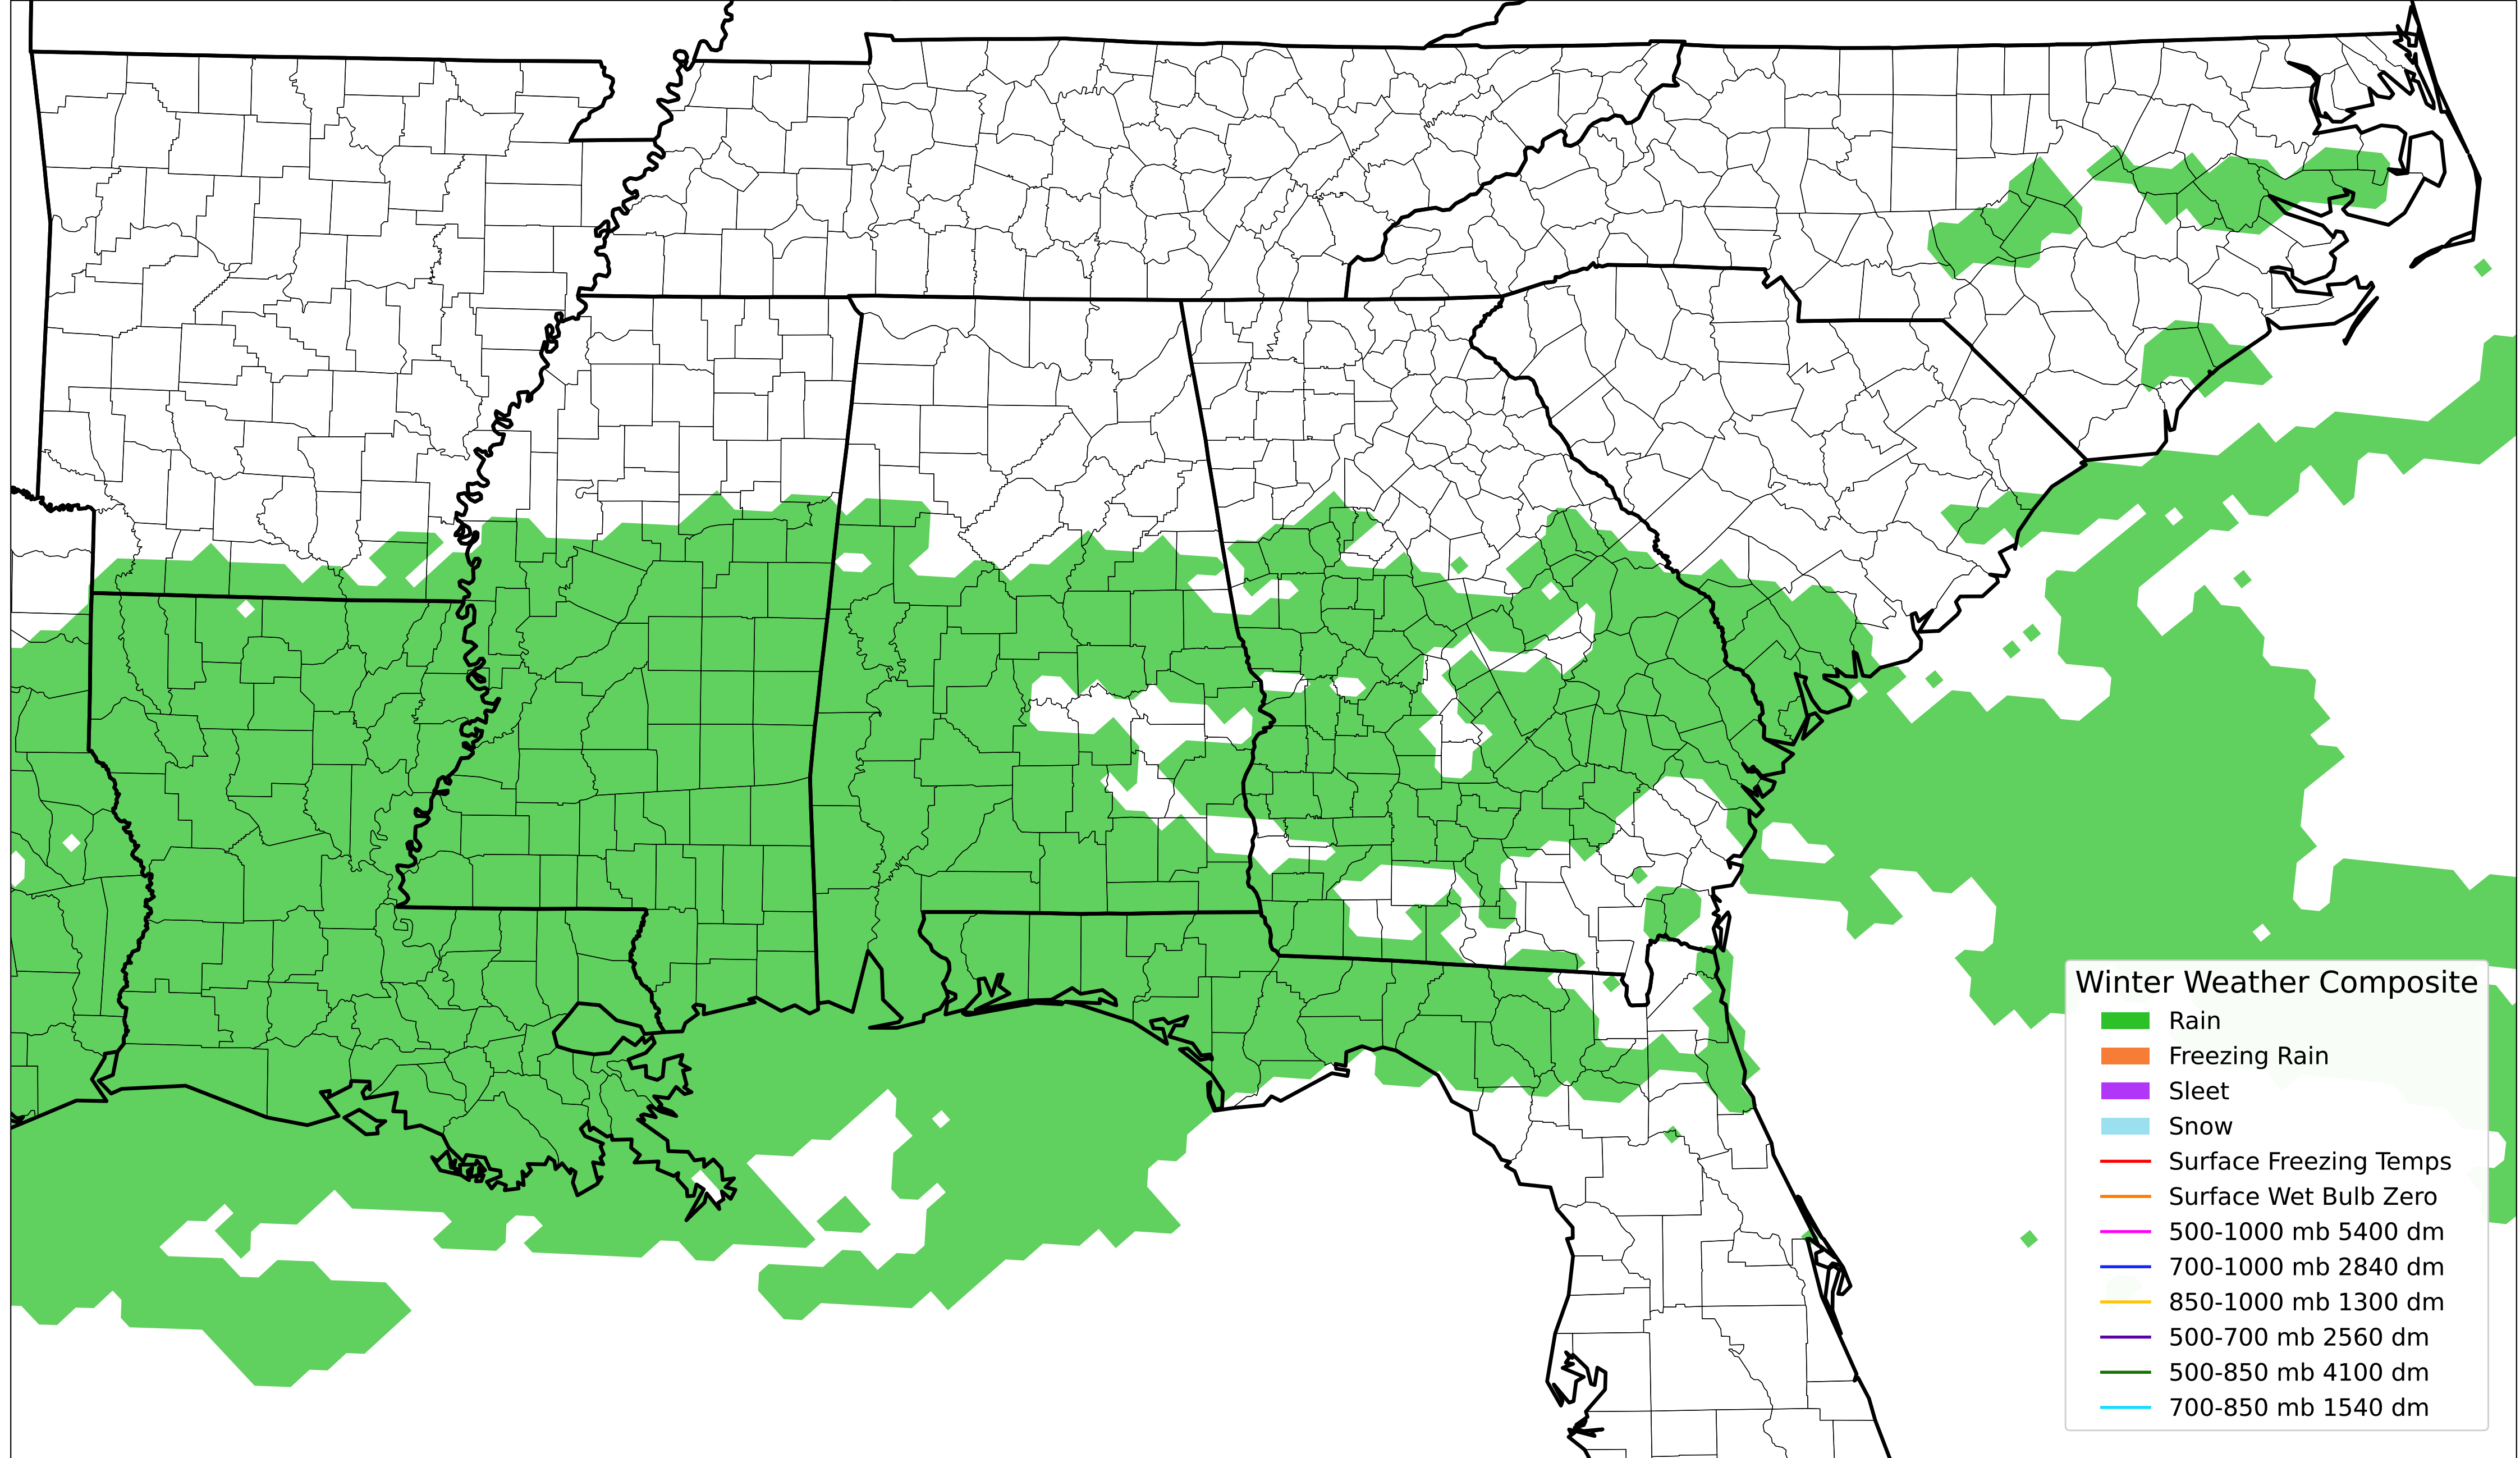 Winter Weather Composite
Rain
Freezing Rain
Sleet
Snow
Surface Freezing Temps
Surface Wet Bulb Zero
500-1000 mb 5400 dm
700-1000 mb 2840 dm
850-1000 mb 1300 dm
500-700 mb 2560 dm
500-850 mb 4100 dm
700-850 mb 1540 dm